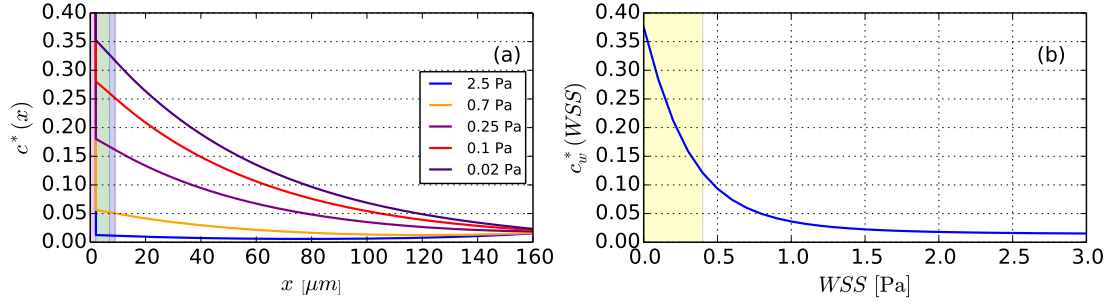 0.40
0.35
0.30
0.25
0.20
0.15
0.10
0.05
0.00
c*(x)
(a)
2.5 Pa
0.7 Pa
0.25 Pa
0.1 Pa
0.02 Pa
0 20 40 60 80 100 120 140 160
x [μm]
0.40
0.35
0.30
0.25
0.20
0.15
0.10
0.05
0.00
c*w(WSS)
(b)
0.0 0.5 1.0 1.5 2.0 2.5 3.0
WSS [Pa]